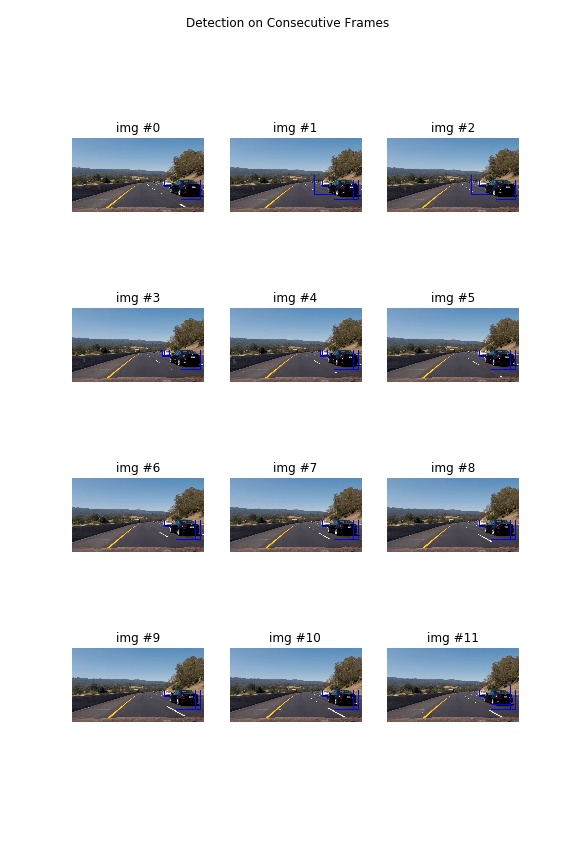 Detection on Consecutive Frames
img #0
img #1
img #2
img #3
img #4
img #5
img #6
img #7
img #8
img #9
img #10
img #11